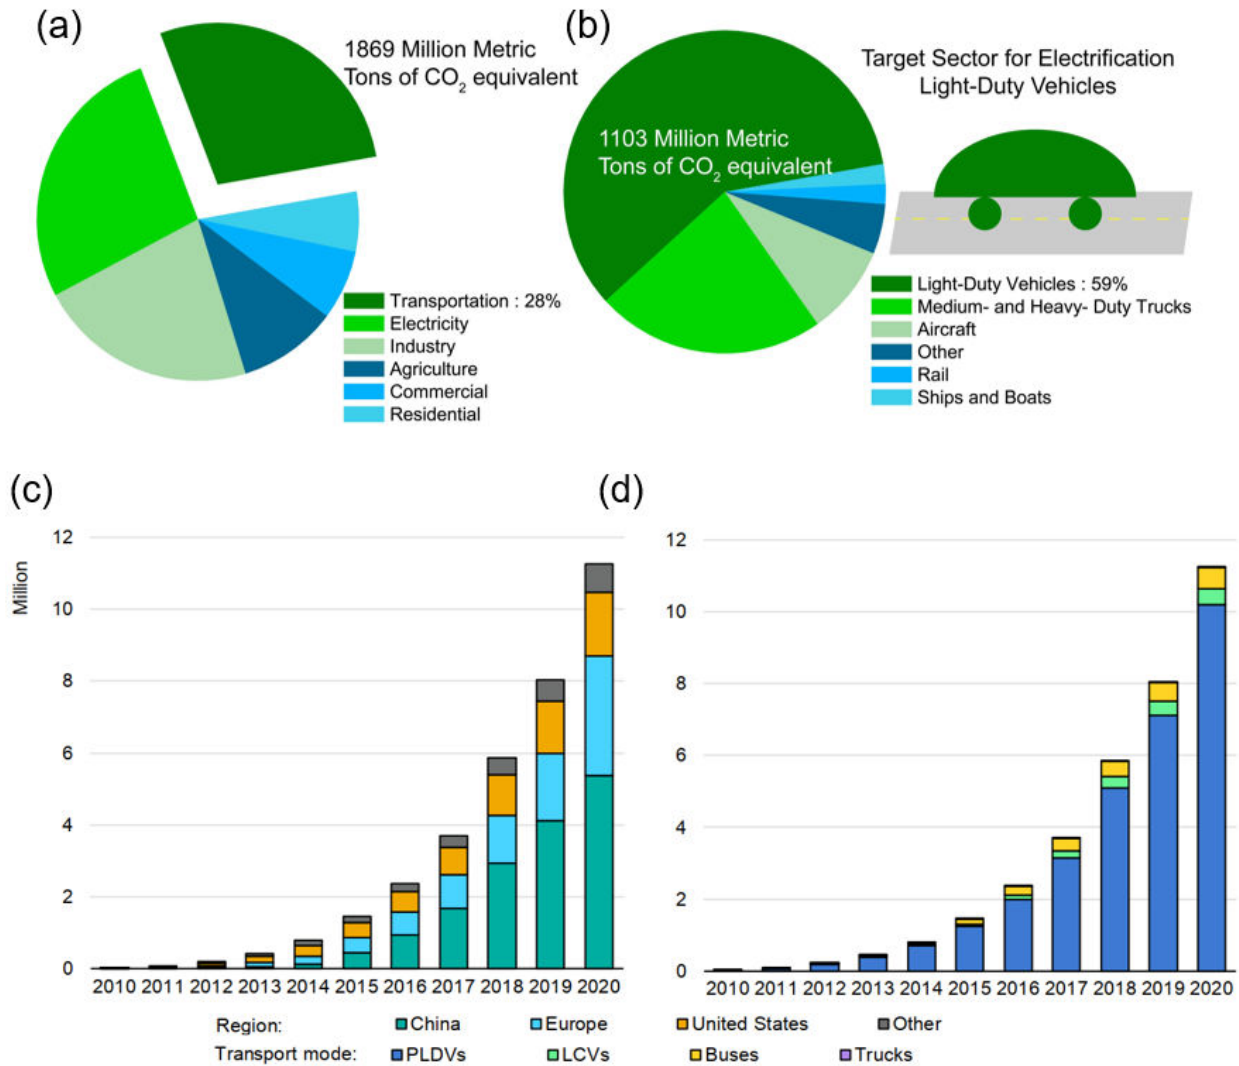 (a)
1869 Million Metric
Tons of CO2 equivalent
Transportation : 28%
Electricity
Industry
Agriculture
Commercial
Residential
(b)
1103 Million Metric
Tons of CO2 equivalent
Target Sector for Electrification
Light-Duty Vehicles
Light-Duty Vehicles : 59%
Medium- and Heavy- Duty Trucks
Aircraft
Other
Rail
Ships and Boats
(c)
Million
12
10
8
6
4
2
0
2010 2011 2012 2013 2014 2015 2016 2017 2018 2019 2020
(d)
12
10
8
6
4
2
0
2010 2011 2012 2013 2014 2015 2016 2017 2018 2019 2020
Region: China Europe United States Other
Transport mode: PLDVs LCVs Buses Trucks